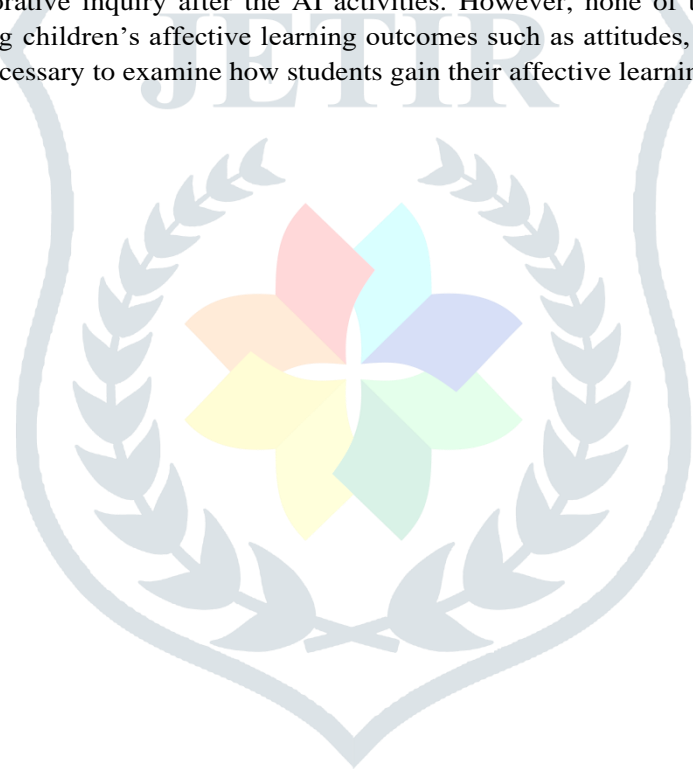 orative inquiry after the AI activities. However, none of t
g children’s affective learning outcomes such as attitudes,
cessary to examine how students gain their affective learnin
JETIR